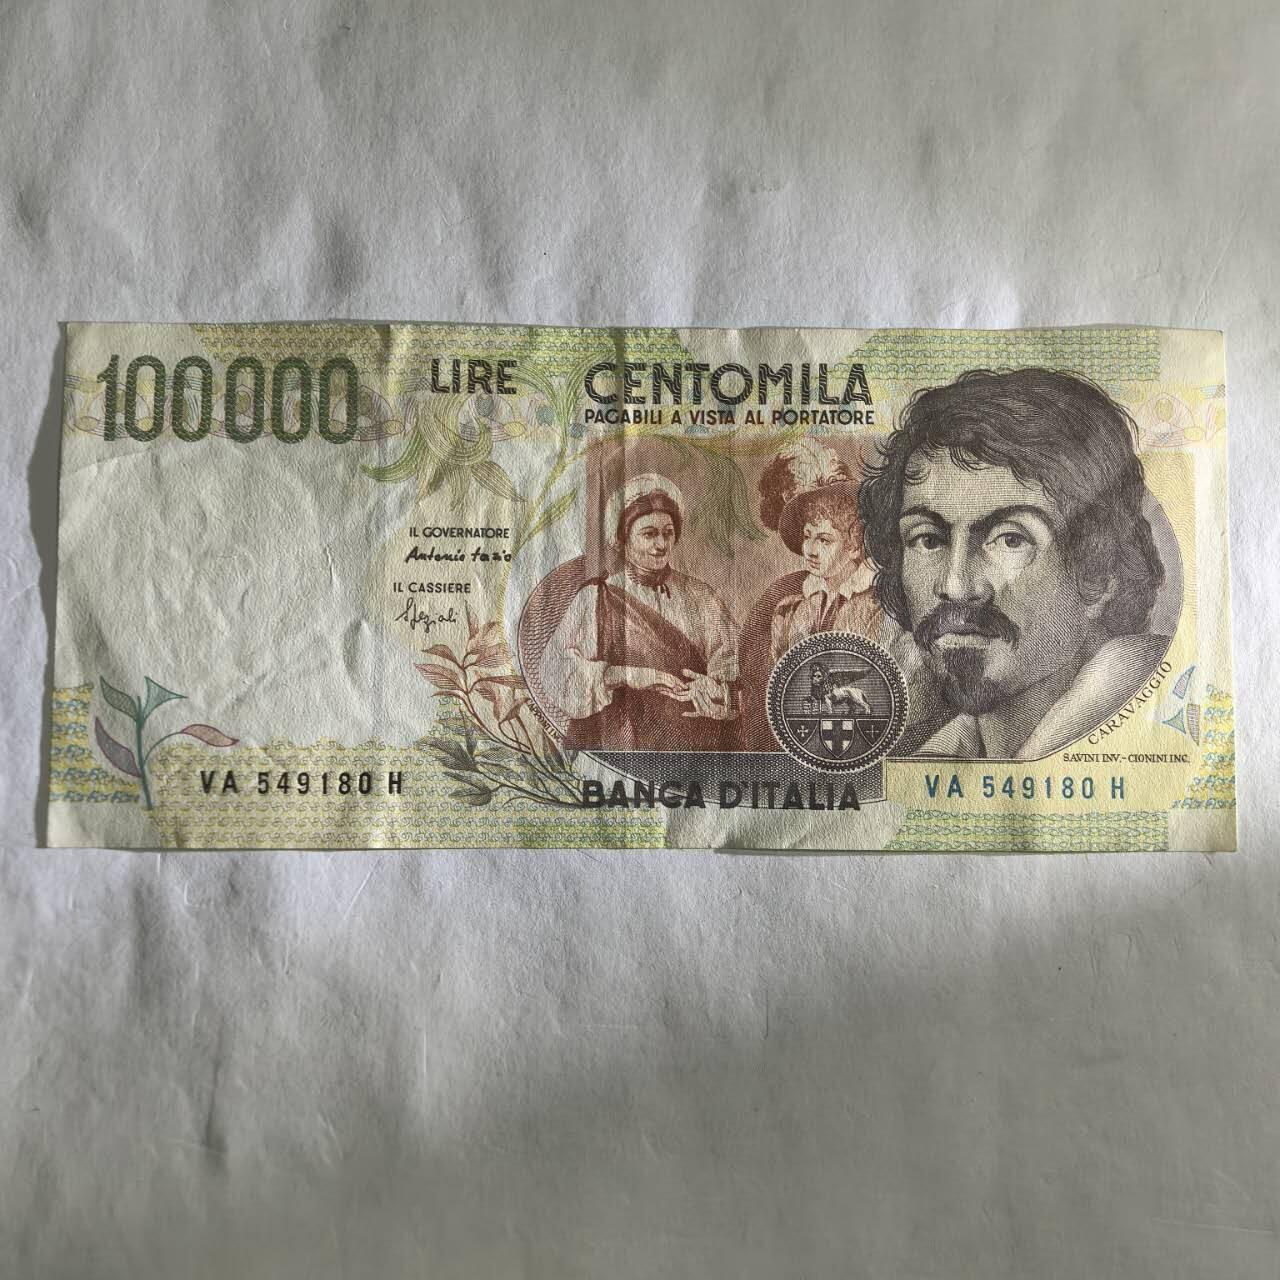 100000
LIRE
CENTOMILA
PAGABILI A VISTA AL PORTATORE
IL GOVERNATORE
Antonio Fazio
IL CASSIERE
Speziali
CARAVAGGIO
SAVINI INV.-CIONINI INC.
VA 549180 H
BANCA D'ITALIA
VA 549180 H